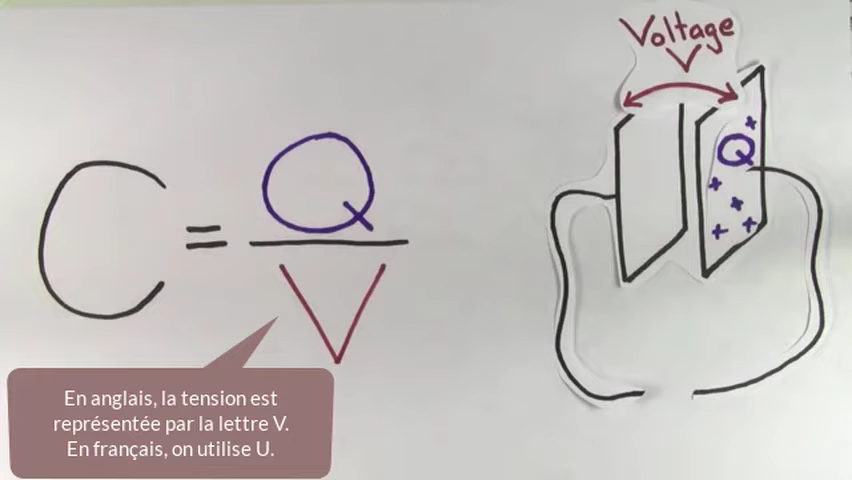 Voltage
V
C = Q
V
Q
+
+
+
+
+
En anglais, la tension est
représentée par la lettre V.
En français, on utilise U.